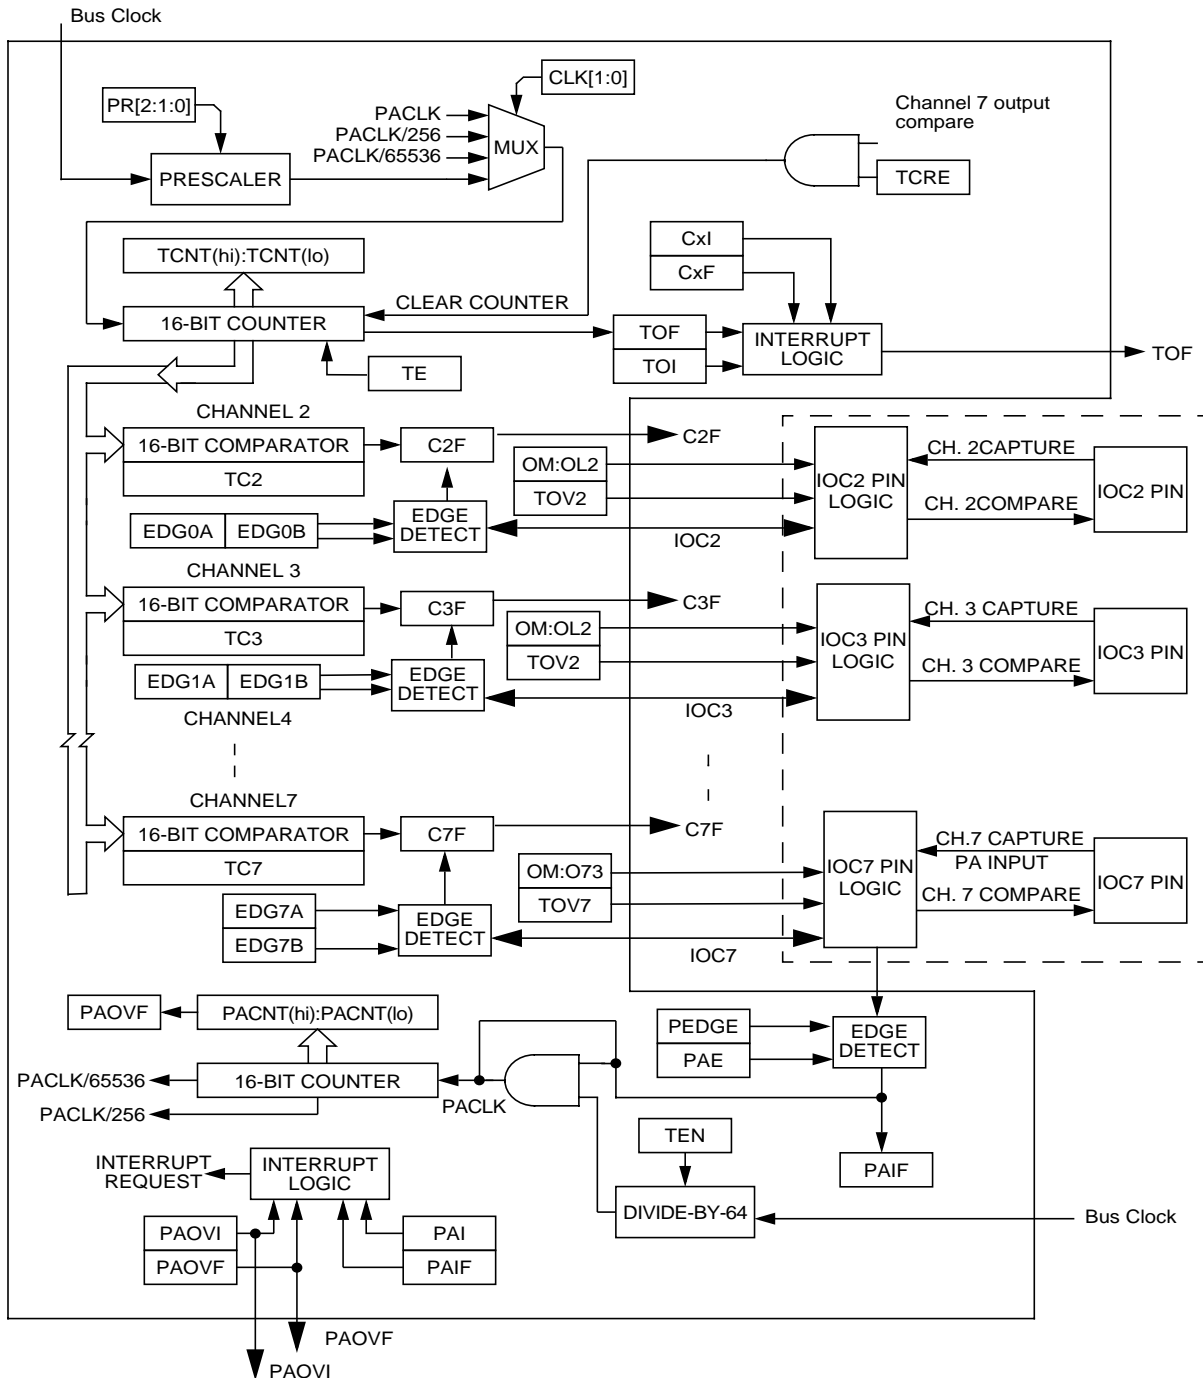 Bus Clock
CLK[1:0]
PR[2:1:0]
PACLK
PACLK/256
PACLK/65536
MUX
Channel 7 output
compare
PRESCALER
TCRE
CxI
CxF
TCNT(hi):TCNT(lo)
CLEAR COUNTER
16-BIT COUNTER
TOF
TOI
INTERRUPT
LOGIC
TOF
TE
CHANNEL 2
16-BIT COMPARATOR
TC2
C2F
C2F
OM:OL2
TOV2
IOC2 PIN
LOGIC
CH. 2CAPTURE
CH. 2COMPARE
IOC2 PIN
EDG0A
EDG0B
EDGE
DETECT
IOC2
CHANNEL 3
16-BIT COMPARATOR
TC3
C3F
C3F
OM:OL2
TOV2
IOC3 PIN
LOGIC
CH. 3 CAPTURE
CH. 3 COMPARE
IOC3 PIN
EDG1A
EDG1B
EDGE
DETECT
IOC3
CHANNEL4
CHANNEL7
16-BIT COMPARATOR
TC7
C7F
C7F
OM:O73
TOV7
IOC7 PIN
LOGIC
CH.7 CAPTURE
PA INPUT
CH. 7 COMPARE
IOC7 PIN
EDG7A
EDG7B
EDGE
DETECT
IOC7
PAOVF
PACNT(hi):PACNT(lo)
PEDGE
PAE
EDGE
DETECT
PACLK/65536
16-BIT COUNTER
PACLK
PACLK/256
TEN
PAIF
INTERRUPT
REQUEST
INTERRUPT
LOGIC
DIVIDE-BY-64
Bus Clock
PAOVI
PAOVF
PAI
PAIF
PAOVF
PAOVI